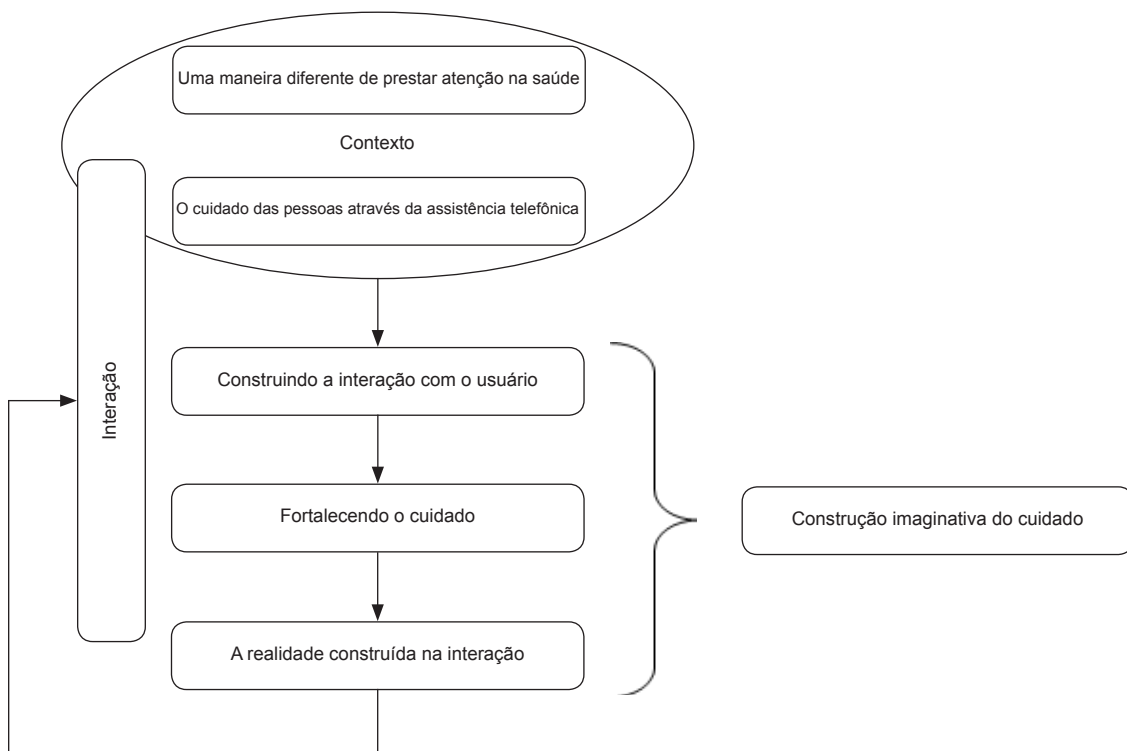 Uma maneira diferente de prestar atenção na saúde
Contexto
O cuidado das pessoas através da assistência telefônica
Interação
Construindo a interação com o usuário
Fortalecendo o cuidado
Construção imaginativa do cuidado
A realidade construída na interação